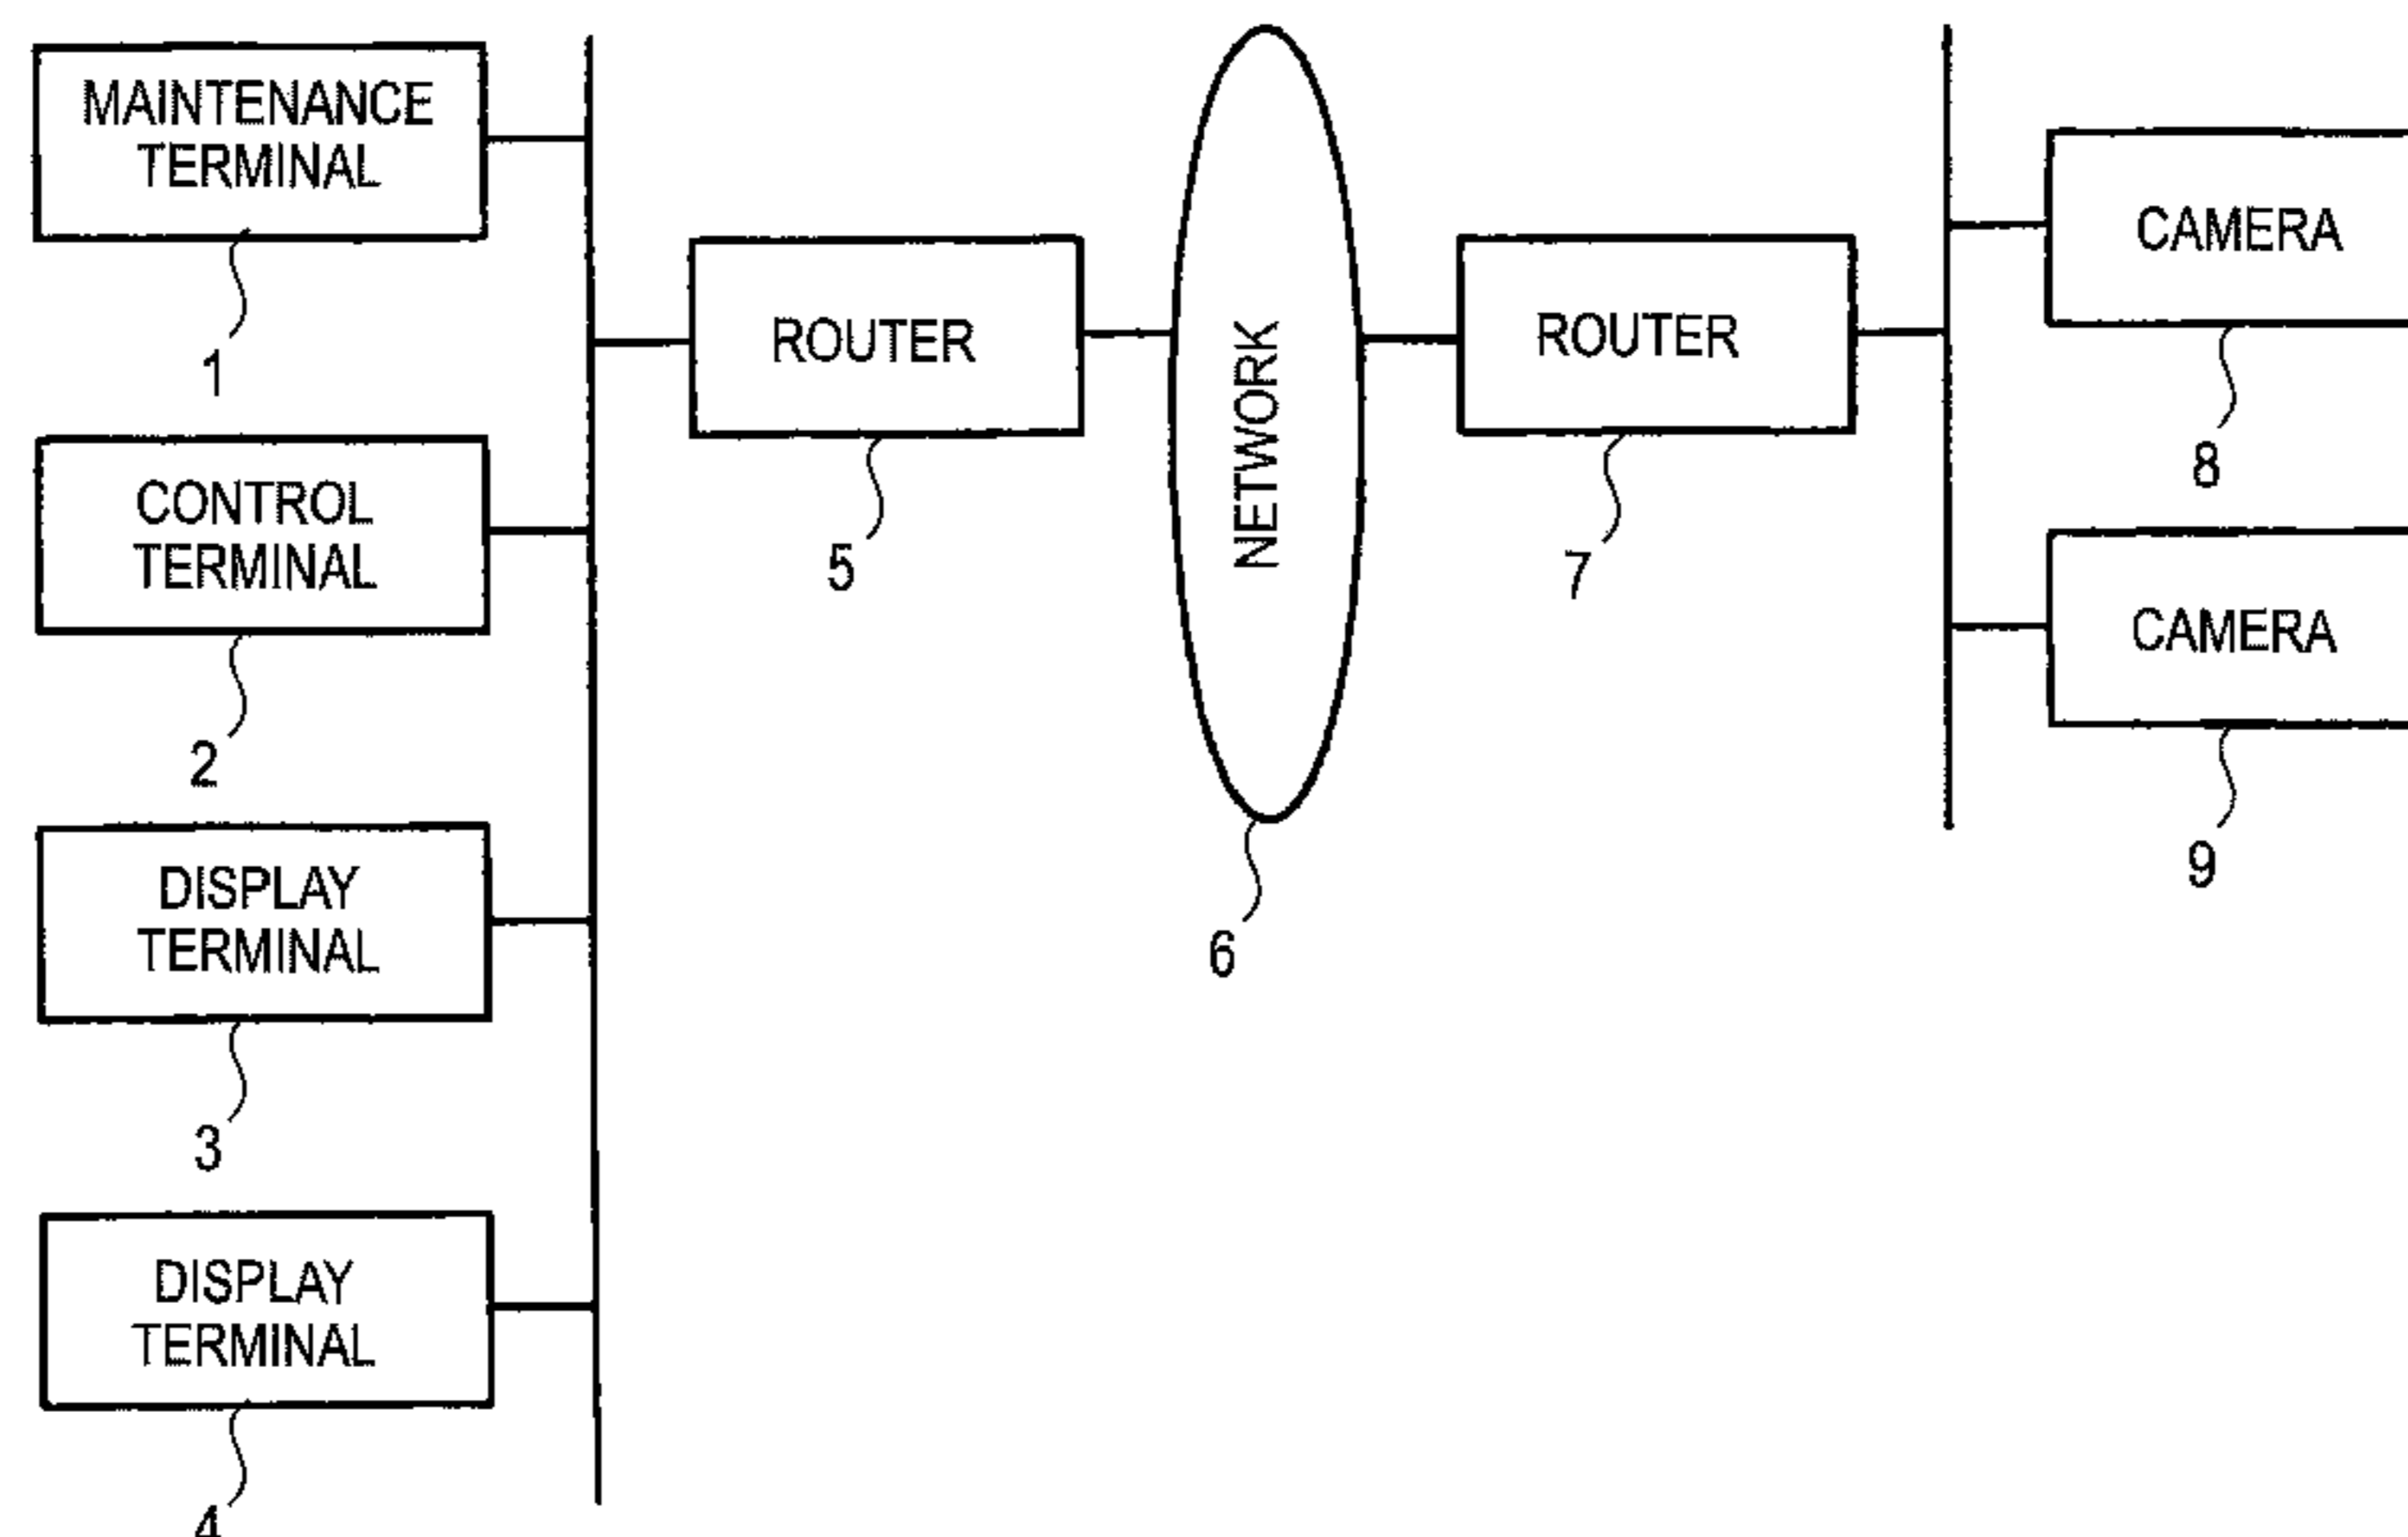 MAINTENANCE
TERMINAL
1
CONTROL
TERMINAL
2
DISPLAY
TERMINAL
3
DISPLAY
TERMINAL
4
ROUTER
5
NETWORK
6
ROUTER
7
CAMERA
8
CAMERA
9